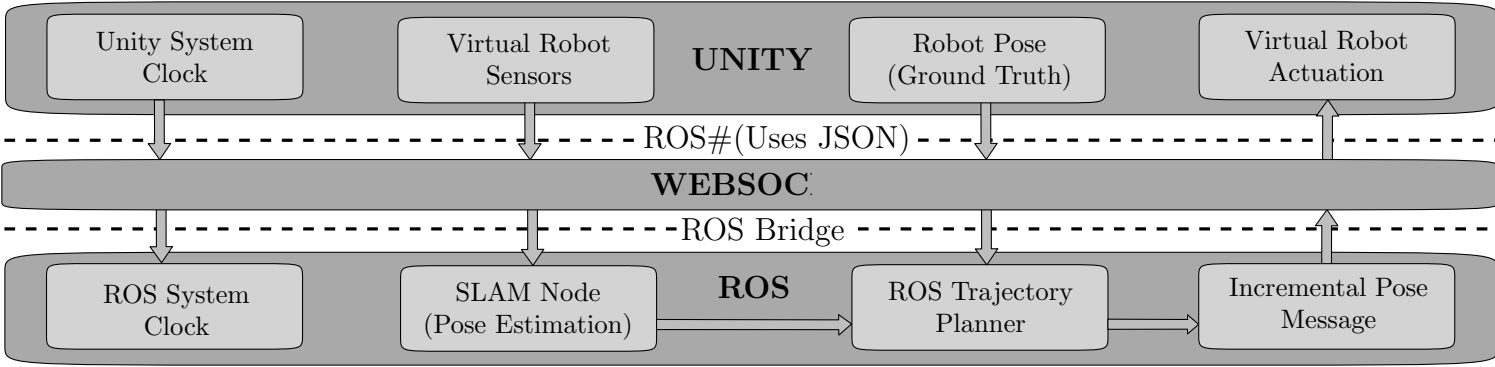 Unity System
Clock
Virtual Robot
Sensors
UNITY
Robot Pose
(Ground Truth)
Virtual Robot
Actuation
ROS#(Uses JSON)
WEBSOC
ROS Bridge
ROS System
Clock
SLAM Node
(Pose Estimation)
ROS
ROS Trajectory
Planner
Incremental Pose
Message